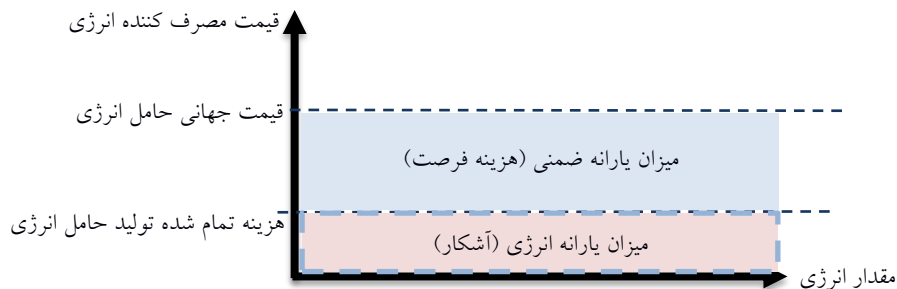 قیمت مصرف کننده انرژی
قیمت جهانی حامل انرژی
میزان یارانه ضمنی (هزینه فرصت)
هزینه تمام شده تولید حامل انرژی
میزان یارانه انرژی (آشکار)
مقدار انرژی